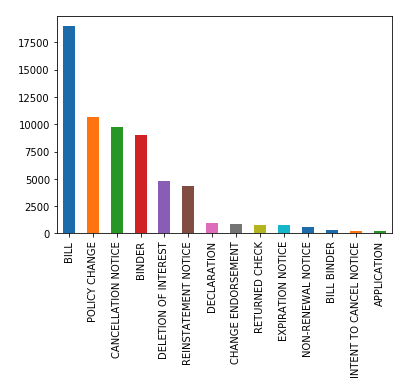 17500
15000
12500
10000
7500
5000
2500
0
BILL
POLICY CHANGE
CANCELLATION NOTICE
BINDER
DELETION OF INTEREST
REINSTATEMENT NOTICE
DECLARATION
CHANGE ENDORSEMENT
RETURNED CHECK
EXPIRATION NOTICE
NON-RENEWAL NOTICE
BILL BINDER
INTENT TO CANCEL NOTICE
APPLICATION